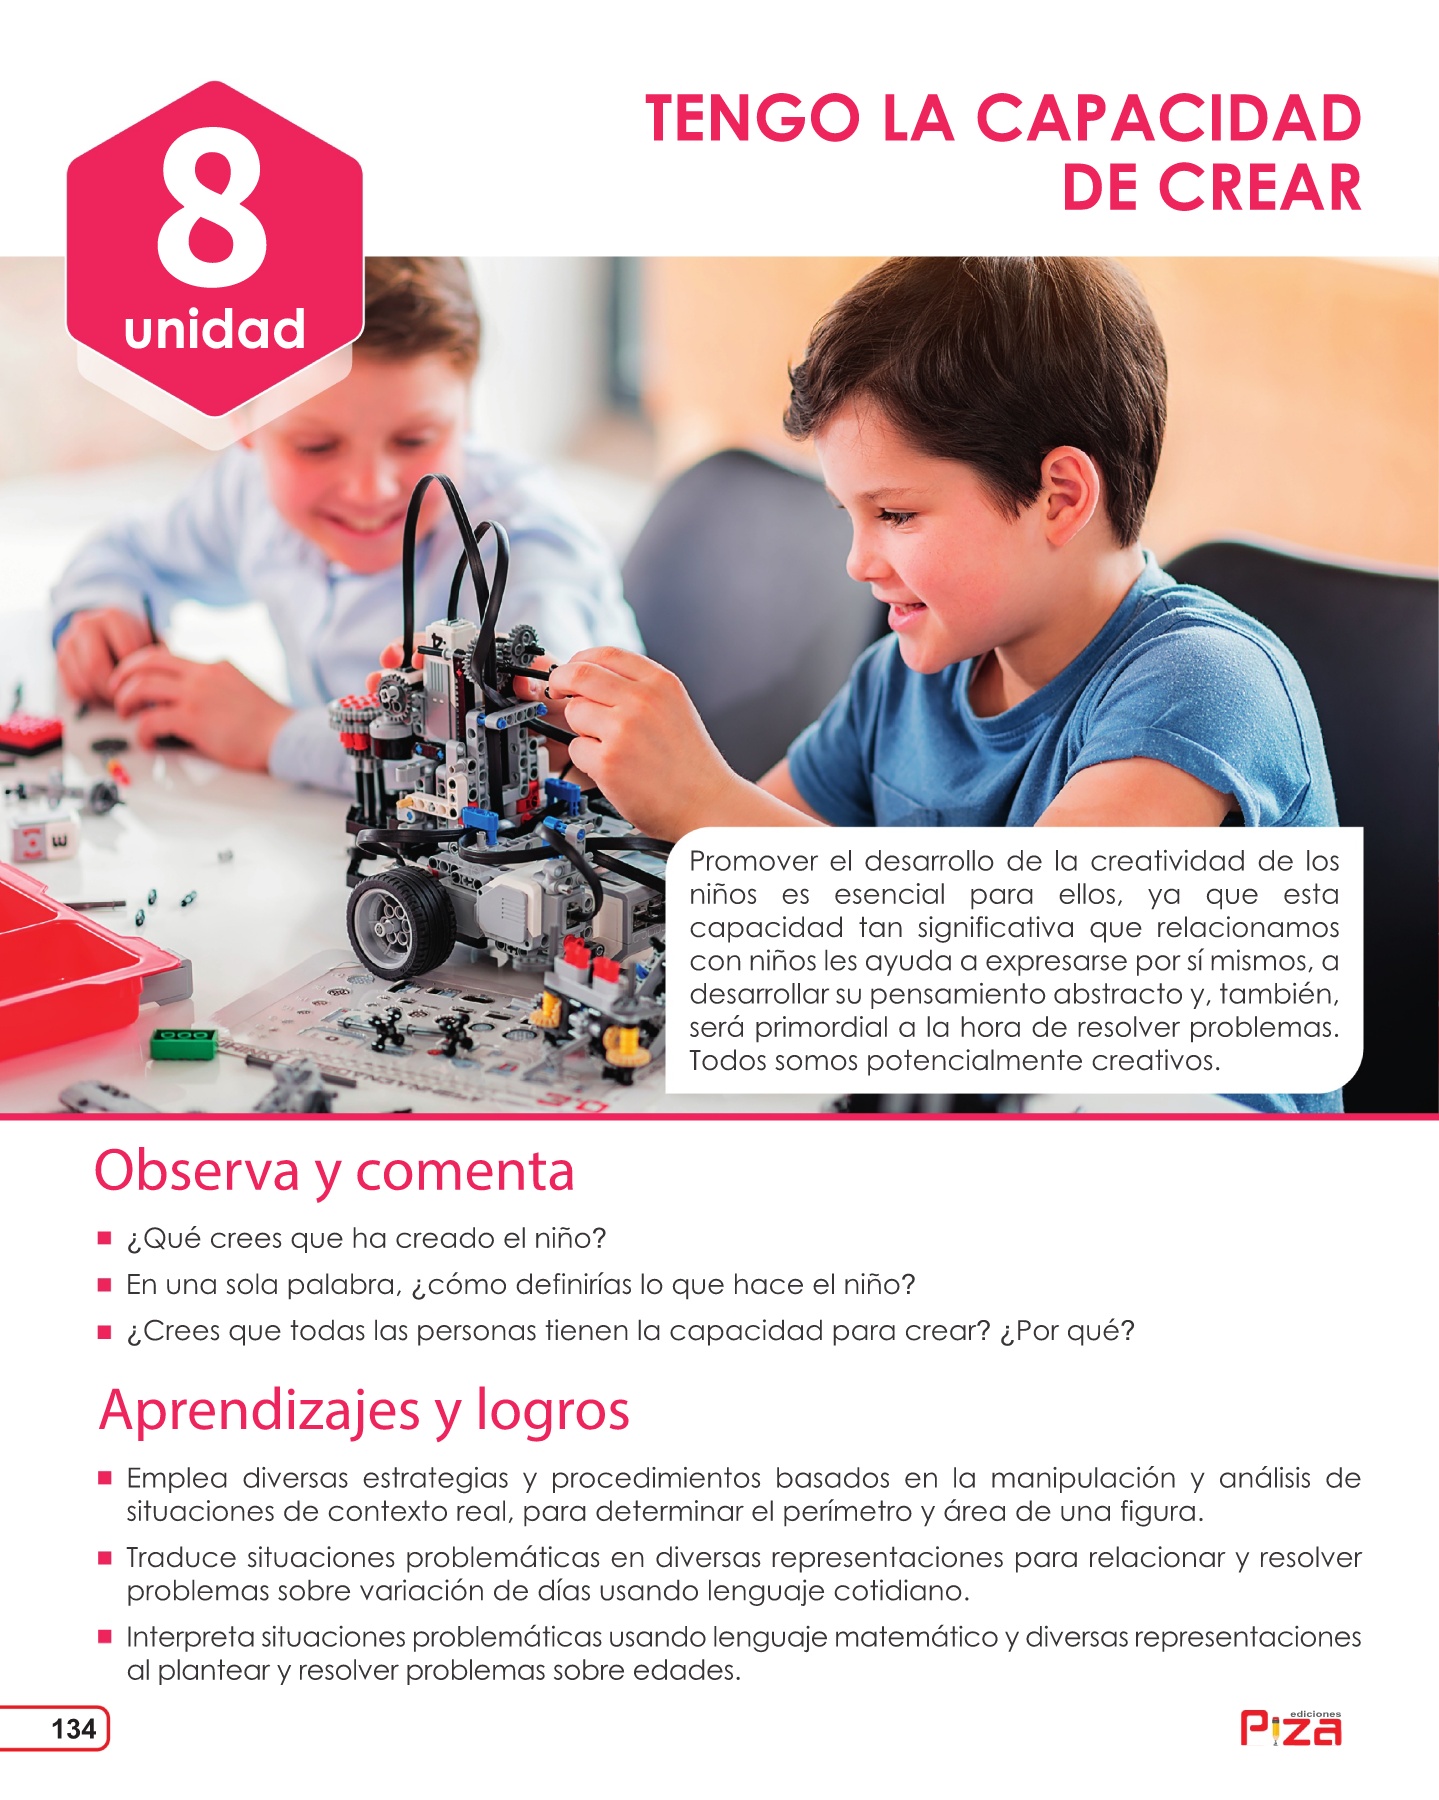 8
unidad
TENGO LA CAPACIDAD
DE CREAR
Promover el desarrollo de la creatividad de los
niños es esencial para ellos, ya que esta
capacidad tan significativa que relacionamos
con niños les ayuda a expresarse por sí mismos, a
desarrollar su pensamiento abstracto y, también,
será primordial a la hora de resolver problemas.
Todos somos potencialmente creativos.
Observa y comenta
¿Qué crees que ha creado el niño?
En una sola palabra, ¿cómo definirías lo que hace el niño?
¿Crees que todas las personas tienen la capacidad para crear? ¿Por qué?
Aprendizajes y logros
Emplea diversas estrategias y procedimientos basados en la manipulación y análisis de
situaciones de contexto real, para determinar el perímetro y área de una figura.
Traduce situaciones problemáticas en diversas representaciones para relacionar y resolver
problemas sobre variación de días usando lenguaje cotidiano.
Interpreta situaciones problemáticas usando lenguaje matemático y diversas representaciones
al plantear y resolver problemas sobre edades.
134
ediciones
Piza